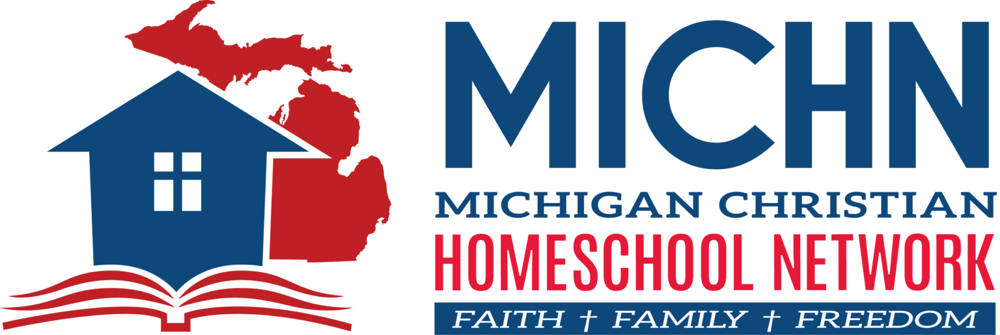 MICHN
MICHIGAN CHRISTIAN
HOMESCHOOL NETWORK
FAITH † FAMILY † FREEDOM